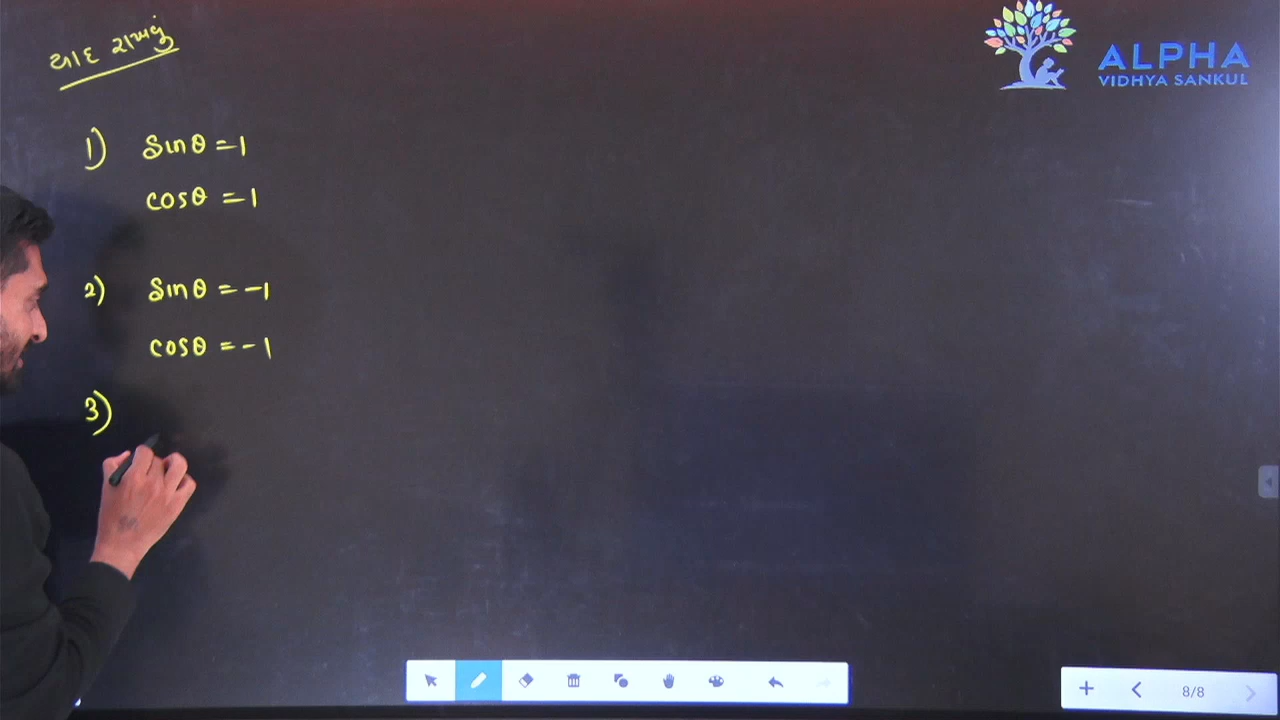 યાદ રાખવું
1) sinθ = 1
cosθ = 1
2) sinθ = -1
cosθ = -1
3)
ALPHA
VIDHYA SANKUL
8/8